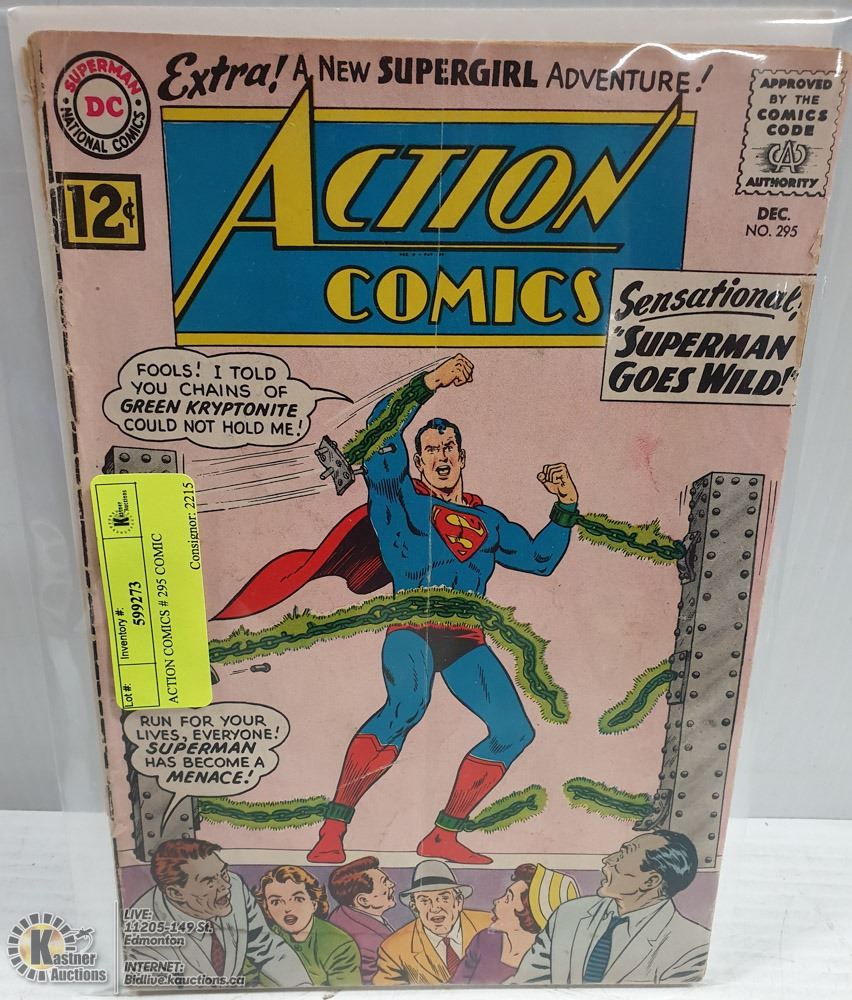 Extra! A NEW SUPERGIRL ADVENTURE!
SUPERMAN
DC
NATIONAL COMICS
APPROVED
BY THE
COMICS
CODE
CA
AUTHORITY
12¢
ACTION
COMICS
DEC.
NO. 295
Sensational,
"SUPERMAN
GOES WILD!"
FOOLS! I TOLD
YOU CHAINS OF
GREEN KRYPTONITE
COULD NOT HOLD ME!
S
Lot #:
Inventory #:
599273
Kastner
Auctions
ACTION COMICS # 295 COMIC
Consignor: 2215
RUN FOR YOUR
LIVES, EVERYONE!
SUPERMAN
HAS BECOME A
MENACE!
LIVE:
11205-149 St.
Edmonton
INTERNET:
Bidlive.kauctions.ca
Kastner
Auctions